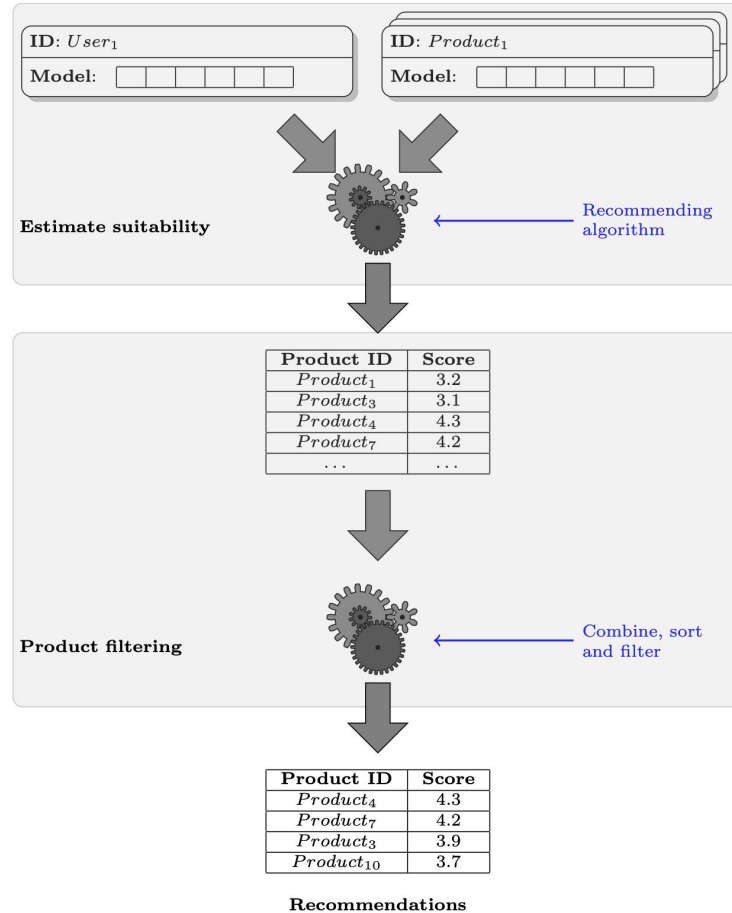 ID: User₁
Model:
ID: Product₁
Model:
Estimate suitability
Recommending
algorithm
Product ID Score
Product₁ 3.2
Product₃ 3.1
Product₄ 4.3
Product₇ 4.2
... ...
Product filtering
Combine, sort
and filter
Product ID Score
Product₄ 4.3
Product₇ 4.2
Product₃ 3.9
Product₁₀ 3.7
Recommendations